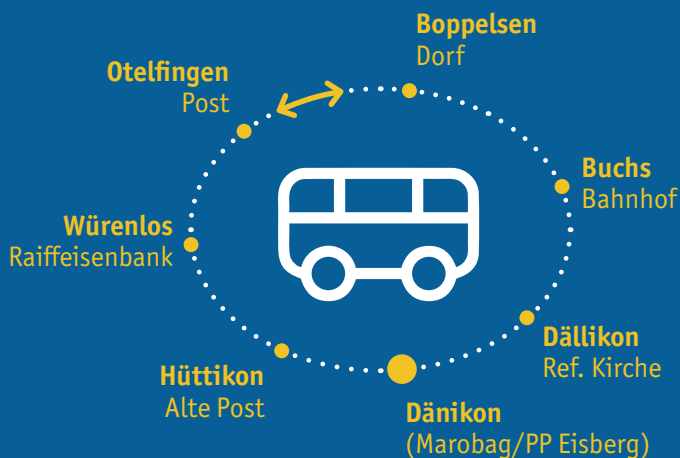 Boppelsen
Dorf
Otelfingen
Post
Buchs
Bahnhof
Würenlos
Raiffeisenbank
Dällikon
Ref. Kirche
Hüttikon
Alte Post
Dänikon
(Marobag/PP Eisberg)